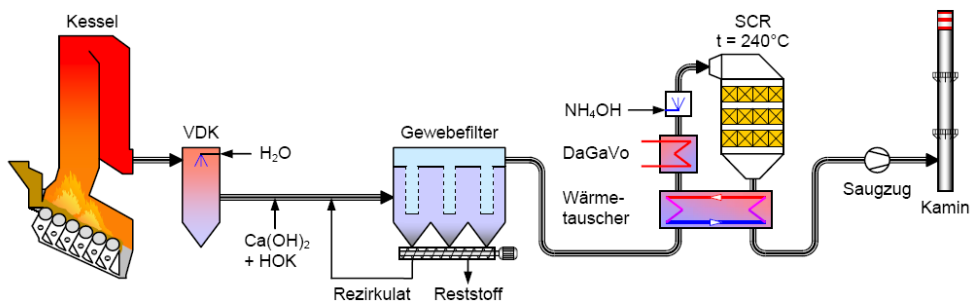 Kessel
VDK
H₂O
Ca(OH)₂
+ HOK
Gewebefilter
Rezirkulat
Reststoff
NH₄OH
DaGaVo
Wärme-
tauscher
SCR
t = 240°C
Saugzug
Kamin